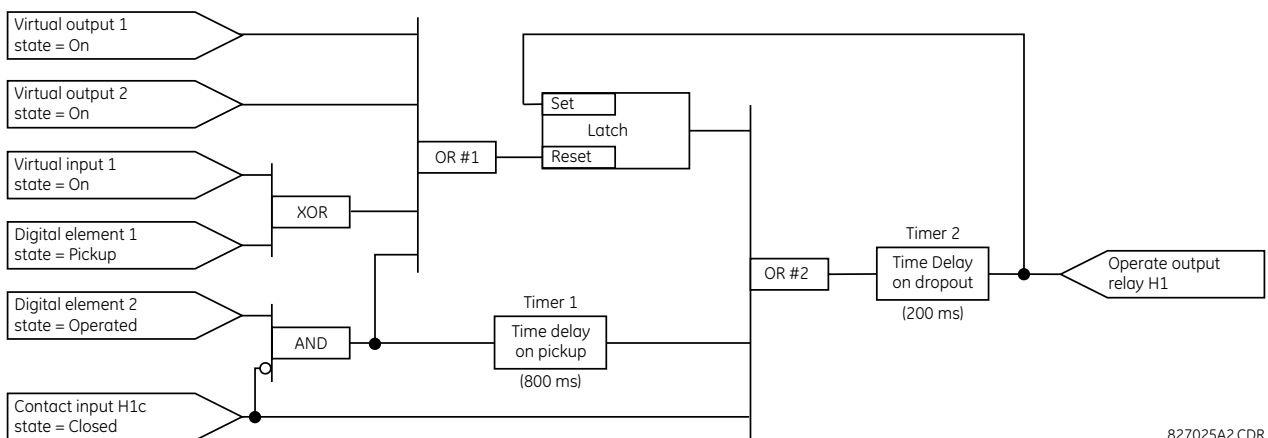 Virtual output 1
state = On
Virtual output 2
state = On
Virtual input 1
state = On
Digital element 1
state = Pickup
Digital element 2
state = Operated
Contact input H1c
state = Closed
XOR
AND
OR #1
Set
Latch
Reset
Timer 1
Time delay
on pickup
(800 ms)
OR #2
Timer 2
Time Delay
on dropout
(200 ms)
Operate output
relay H1
827025A2.CDR